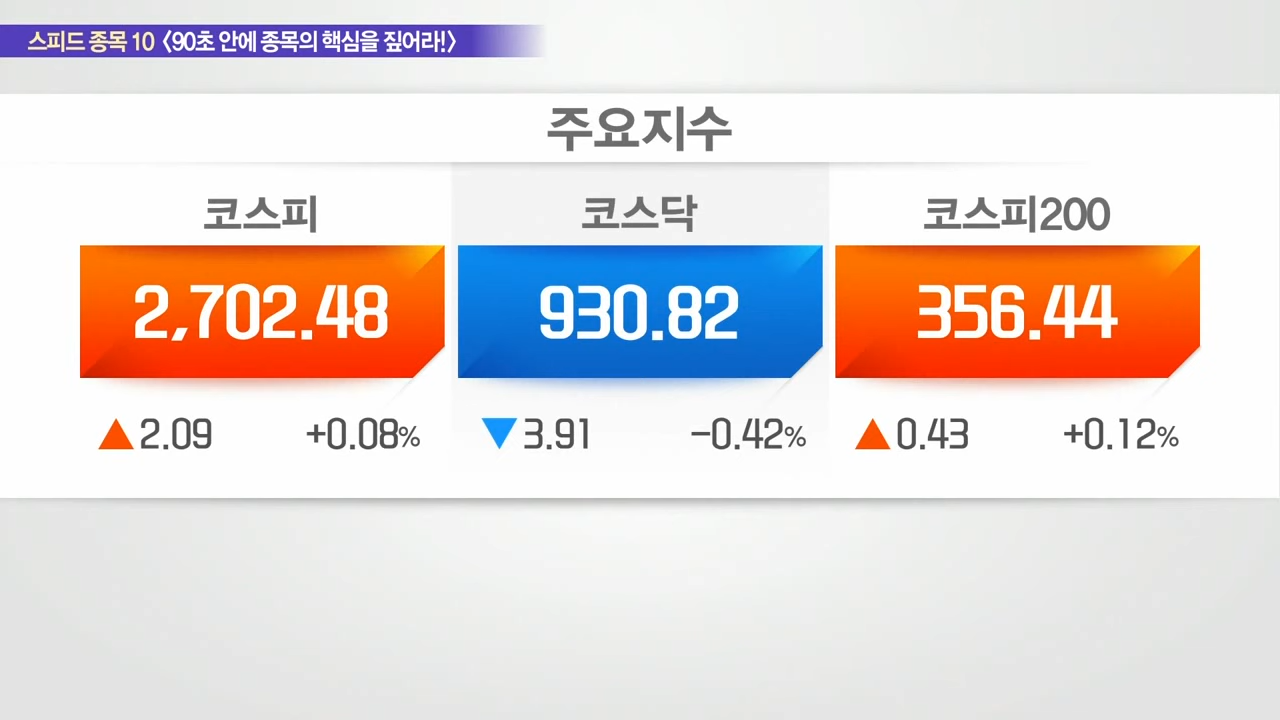 스피드 종목 10 〈90초 안에 종목의 핵심을 짚어라!〉
주요지수
코스피 코스닥 코스피200
2,702.48 930.82 356.44
▲2.09 +0.08% ▼3.91 -0.42% ▲0.43 +0.12%